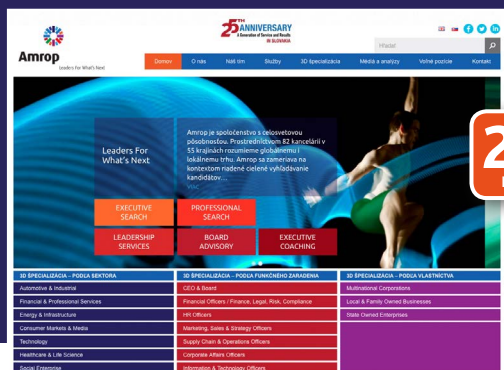 25TH ANNIVERSARY
A Generation of Service and Results
IN SLOVAKIA
Amrop
Leaders For What's Next
Hľadať
Domov O nás Náš tím Služby 3D špecializácia Médiá a analýzy Voľné pozície Kontakt
Leaders For
What's Next
Amrop je spoločenstvo s celosvetovou
pôsobnosťou. Prostredníctvom 82 kancelárií v
55 krajinách rozumieme globálnemu i
lokálnemu trhu. Amrop sa zameriava na
kontextom riadené cielené vyhľadávanie
kandidátov.
2
EXECUTIVE
SEARCH
PROFESSIONAL
SEARCH
LEADERSHIP
SERVICES
BOARD
ADVISORY
EXECUTIVE
COACHING
3D ŠPECIALIZÁCIA – PODĽA SEKTORA
Automotive & Industrial
Financial & Professional Services
Energy & Infrastructure
Consumer Markets & Media
Technology
Healthcare & Life Science
Social Enterprise
3D ŠPECIALIZÁCIA – PODĽA FUNKČNÉHO ZARADENIA
CEO & Board
Financial Officers / Finance, Legal, Risk, Compliance
HR Officers
Marketing, Sales & Strategy Officers
Supply Chain & Operations Officers
Corporate Affairs Officers
Information & Technology Officers
3D ŠPECIALIZÁCIA – PODĽA VLASTNÍCTVA
Multinational Corporations
Local & Family Owned Businesses
State Owned Enterprises